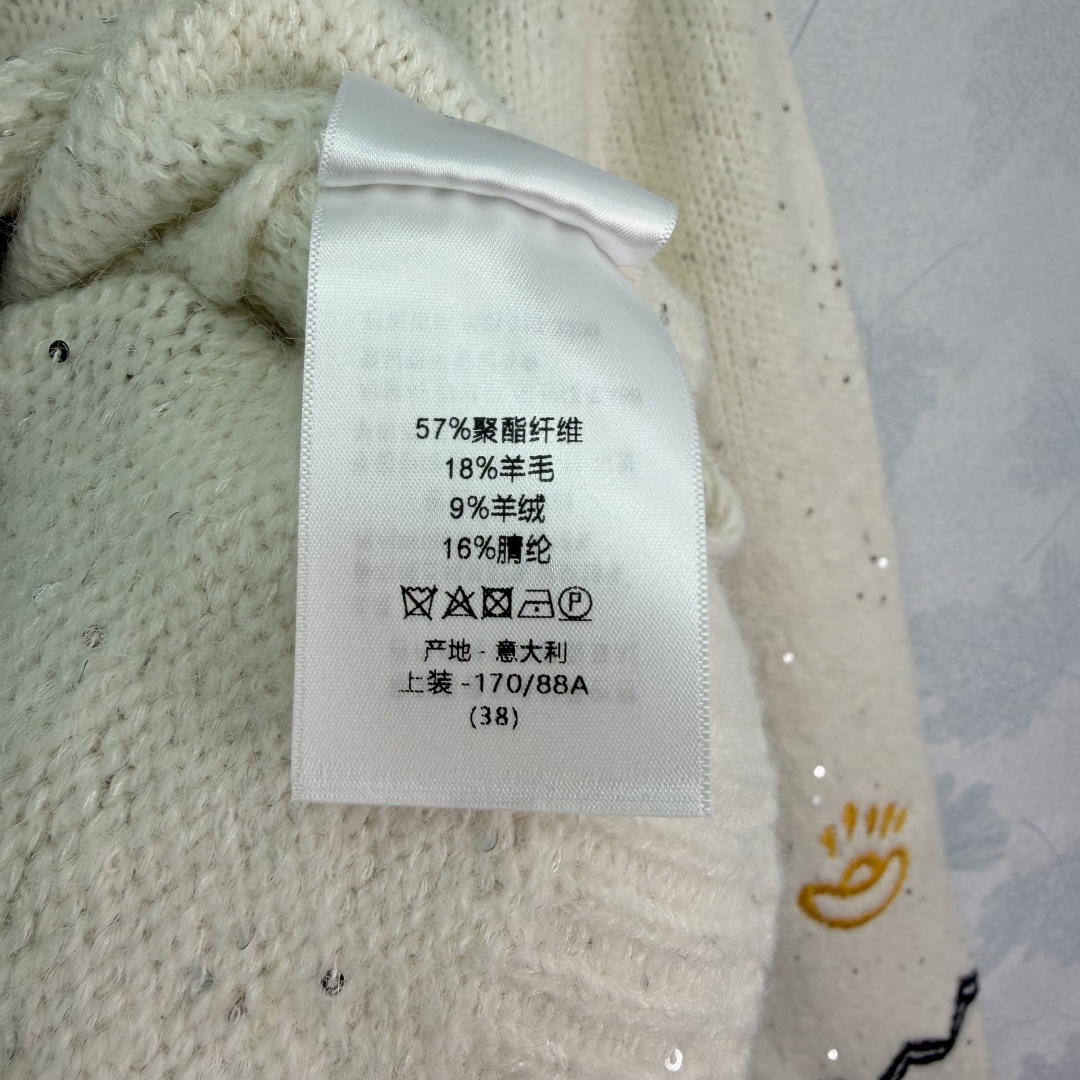 57%聚酯纤维
18%羊毛
9%羊绒
16%腈纶
P
产地 - 意大利
上装 -170/88A
(38)